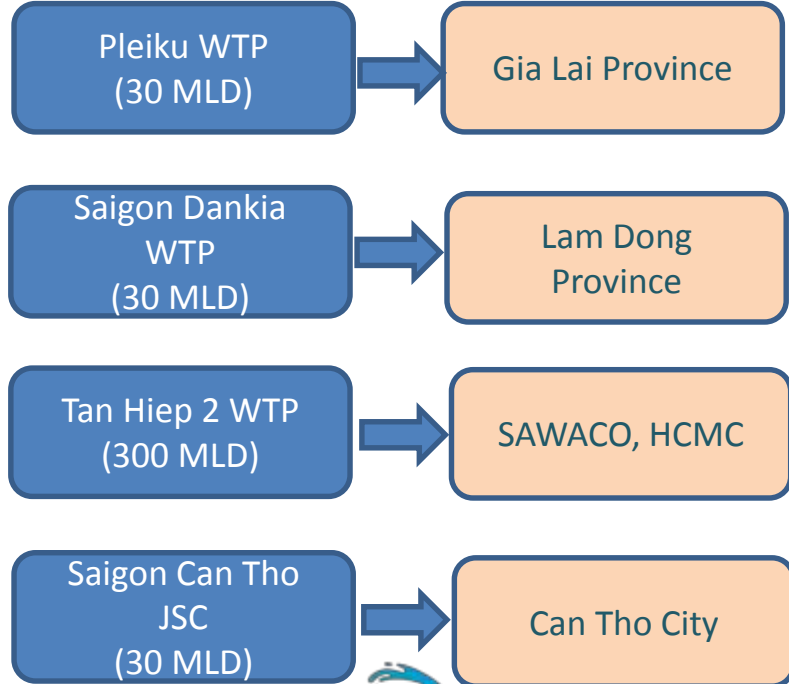 Pleiku WTP
(30 MLD)
Gia Lai Province
Saigon Dankia
WTP
(30 MLD)
Lam Dong
Province
Tan Hiep 2 WTP
(300 MLD)
SAWACO, HCMC
Saigon Can Tho
JSC
(30 MLD)
Can Tho City